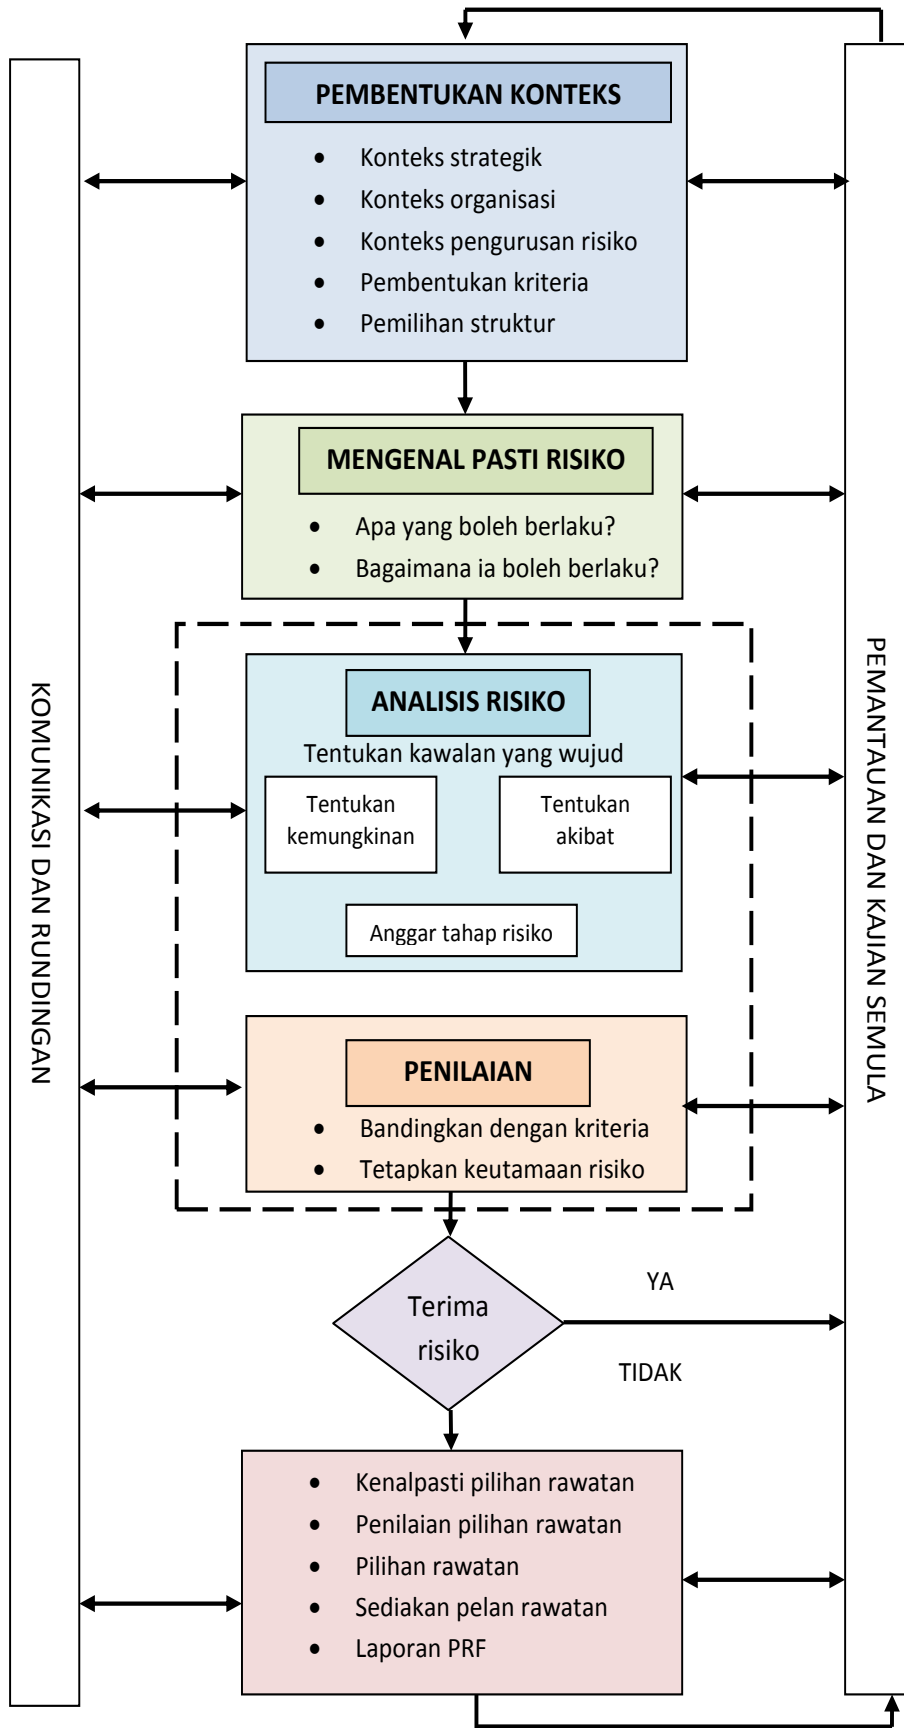 PEMBENTUKAN KONTEKS
• Konteks strategik
• Konteks organisasi
• Konteks pengurusan risiko
• Pembentukan kriteria
• Pemilihan struktur
MENGENAL PASTI RISIKO
• Apa yang boleh berlaku?
• Bagaimana ia boleh berlaku?
KOMUNIKASI DAN RUNDINGAN
PEMANTAUAN DAN KAJIAN SEMULA
ANALISIS RISIKO
Tentukan kawalan yang wujud
Tentukan
kemungkinan
Tentukan
akibat
Anggar tahap risiko
PENILAIAN
• Bandingkan dengan kriteria
• Tetapkan keutamaan risiko
Terima
risiko
YA
TIDAK
• Kenalpasti pilihan rawatan
• Penilaian pilihan rawatan
• Pilihan rawatan
• Sediakan pelan rawatan
• Laporan PRF